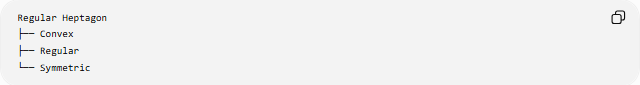 Regular Heptagon
├── Convex
├── Regular
└── Symmetric